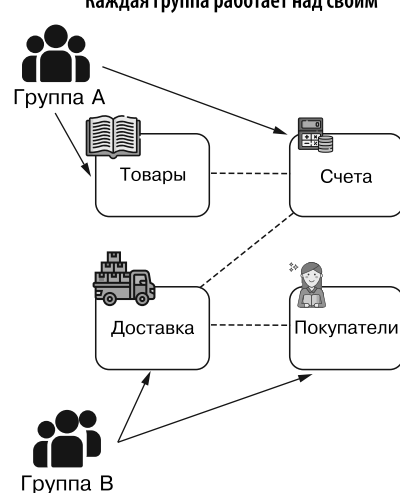 Каждая группа работает над своим
Группа А
Товары
Счета
Доставка
Покупатели
Группа В